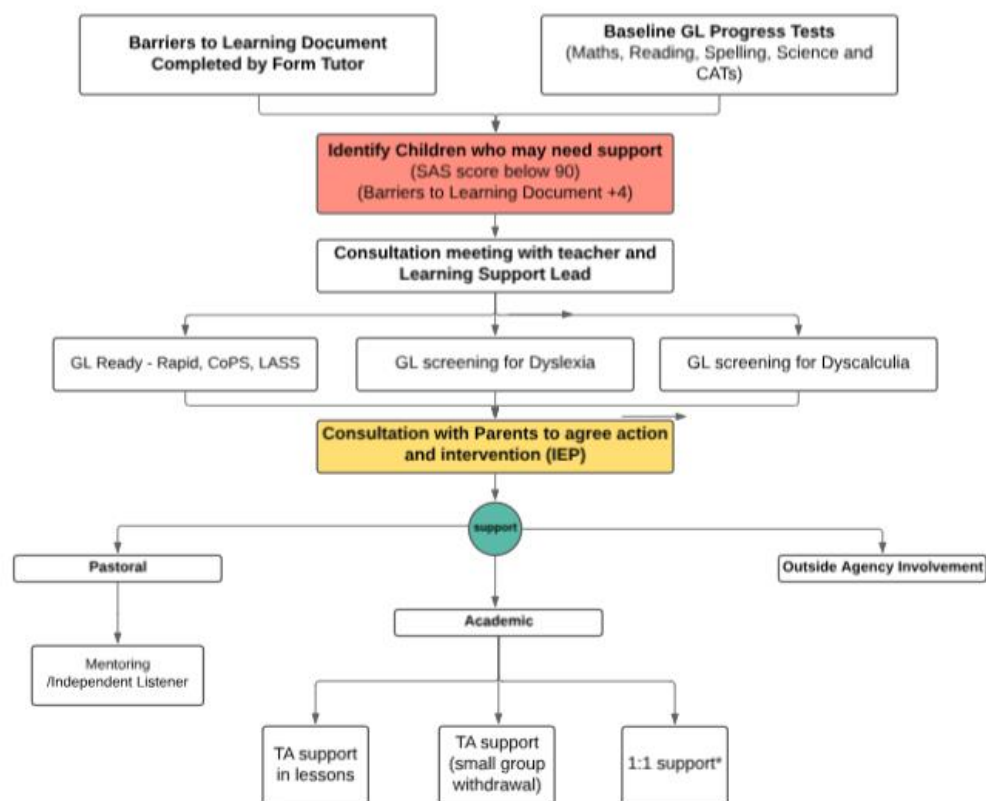 Barriers to Learning Document
Completed by Form Tutor
Baseline GL Progress Tests
(Maths, Reading, Spelling, Science and
CATs)
Identify Children who may need support
(SAS score below 90)
(Barriers to Learning Document +4)
Consultation meeting with teacher and
Learning Support Lead
GL Ready - Rapid, CoPS, LASS
GL screening for Dyslexia
GL screening for Dyscalculia
Consultation with Parents to agree action
and intervention (IEP)
support
Pastoral
Outside Agency Involvement
Academic
Mentoring
/Independent Listener
TA support
in lessons
TA support
(small group
withdrawal)
1:1 support*